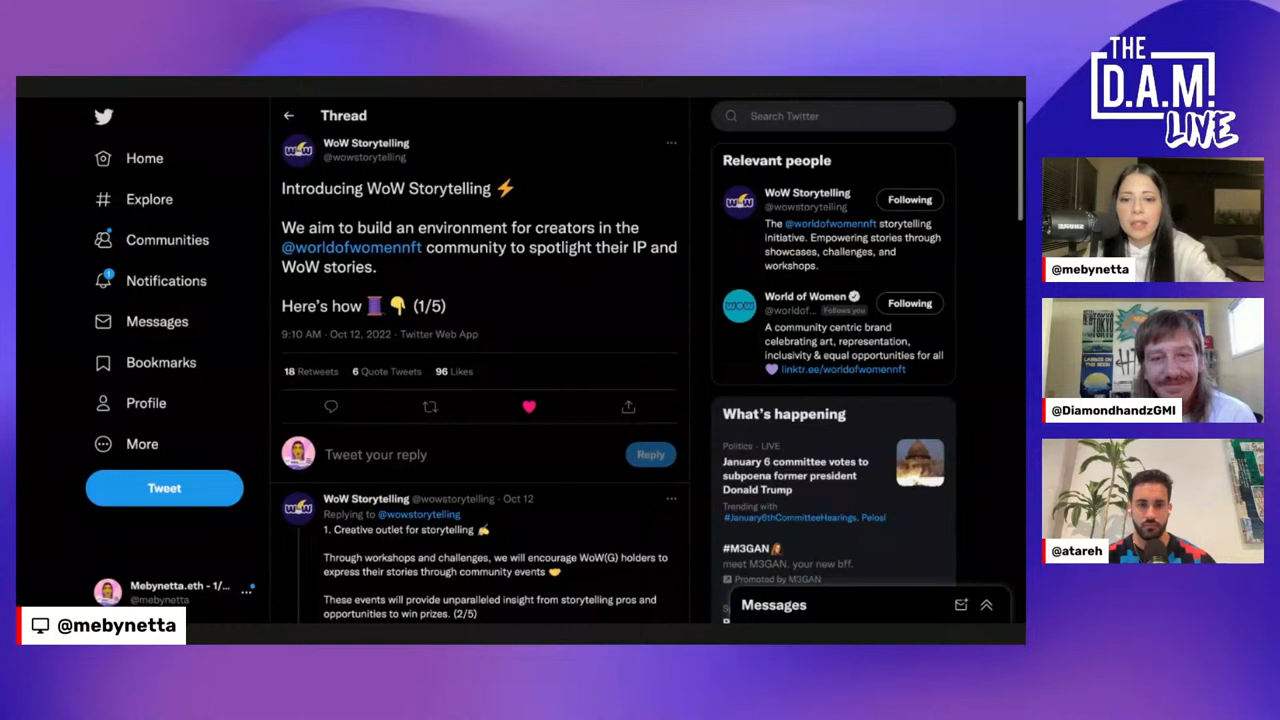 THE
D.A.M!
LIVE
Home
Explore
Communities
Notifications
1
Messages
Bookmarks
Profile
More
Tweet
Mebynetta.eth - 1/...
@mebynetta
Thread
WoW Storytelling
@wowstorytelling
Introducing WoW Storytelling ⚡
We aim to build an environment for creators in the
@worldofwomennft community to spotlight their IP and
WoW stories.
Here's how 🧵 👇 (1/5)
9:10 AM · Oct 12, 2022 · Twitter Web App
18 Retweets 6 Quote Tweets 96 Likes
Tweet your reply
Reply
WoW Storytelling @wowstorytelling · Oct 12
Replying to @wowstorytelling
1. Creative outlet for storytelling ✍️
Through workshops and challenges, we will encourage WoW(G) holders to
express their stories through community events 🤝
These events will provide unparalleled insight from storytelling pros and
opportunities to win prizes. (2/5)
Search Twitter
Relevant people
WoW Storytelling
@wowstorytelling
Following
The @worldofwomennft storytelling
initiative. Empowering stories through
showcases, challenges, and
workshops.
World of Women
@worldof... Follows you
Following
A community centric brand
celebrating art, representation,
inclusivity & equal opportunities for all
💜 linktr.ee/worldofwomennft
What's happening
Politics · LIVE
January 6 committee votes to
subpoena former president
Donald Trump
Trending with
#January6thCommitteeHearings, Pelosi
#M3GAN
meet M3GAN. your new bff.
Promoted by M3GAN
Messages
@mebynetta
@mebynetta
@DiamondhandzGMI
@atareh